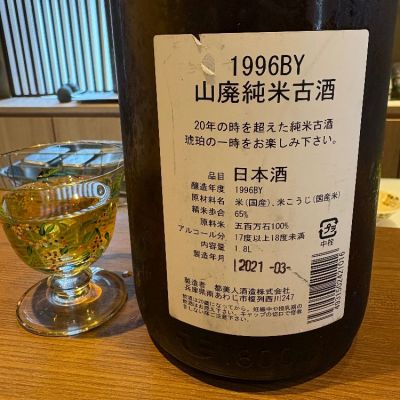 1996BY
山廃純米古酒
20年の時を超えた純米古酒
琥珀の一時をお楽しみ下さい。
品目 日本酒
醸造年度 1996BY
原材料名 米(国産)、米こうじ(国産米)
精米歩合 65%
原料米 五百万石100%
アルコール分 17度以上18度未満
内容量 1.8L
製造年月 2021-03-
製造者 都美人酒造株式会社
兵庫県南あわじ市榎列西川247
プラ
中栓